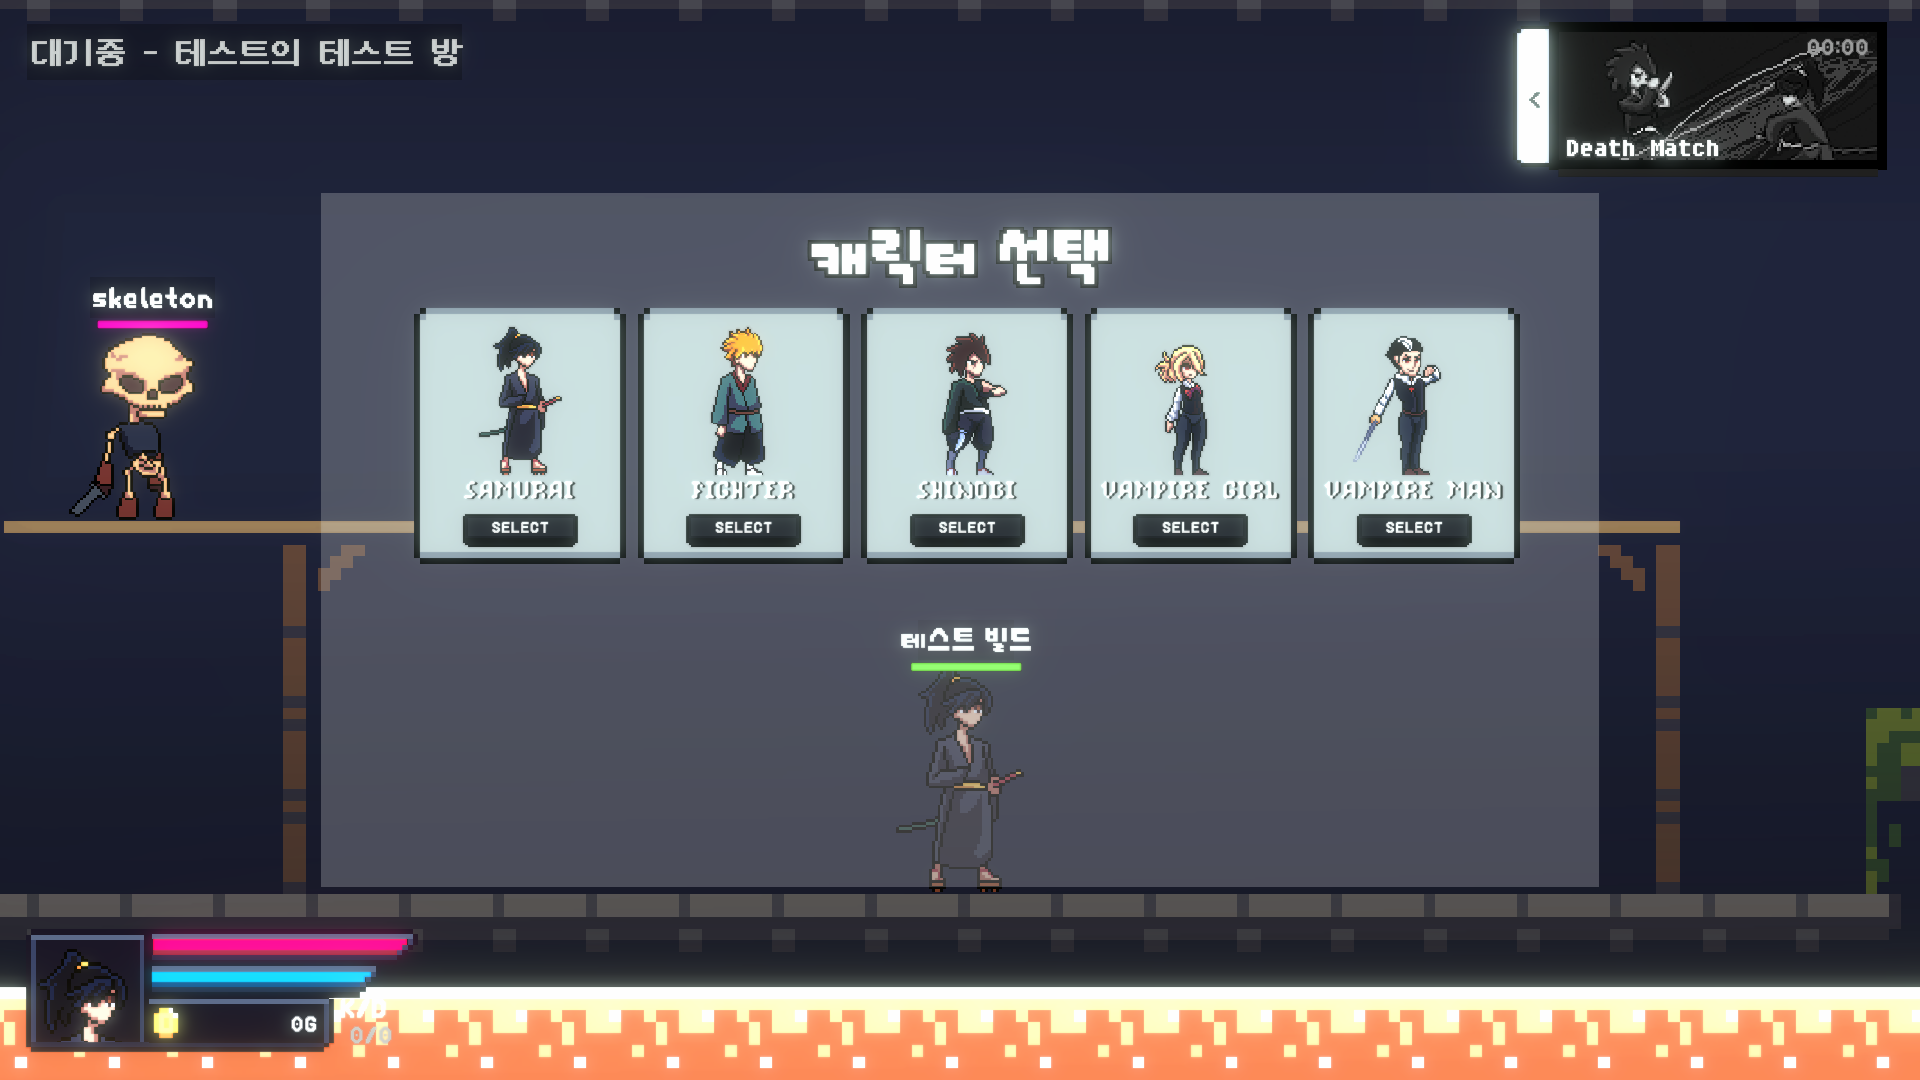 대기중 - 테스트의 테스트 방
00:00
<
Death Match
캐릭터 선택
skeleton
SAMURAI
FIGHTER
SHINOBI
VAMPIRE GIRL
VAMPIRE MAN
SELECT
SELECT
SELECT
SELECT
SELECT
테스트 빌드
0G
K/D
0/0